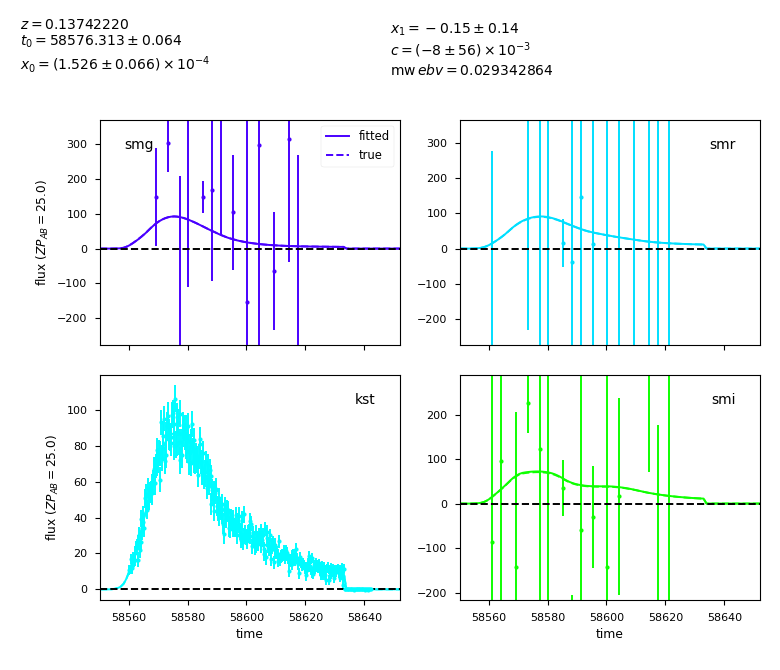 z = 0.13742220
t₀ = 58576.313 ± 0.064
x₀ = (1.526 ± 0.066) × 10⁻⁴
x₁ = −0.15 ± 0.14
c = (−8 ± 56) × 10⁻³
mw ebv = 0.029342864
smg
fitted
true
300
200
100
0
−100
−200
flux (ZP_AB = 25.0)
smr
300
200
100
0
−100
−200
kst
100
80
60
40
20
0
flux (ZP_AB = 25.0)
58560 58580 58600 58620 58640
time
smi
200
100
0
−100
−200
58560 58580 58600 58620 58640
time